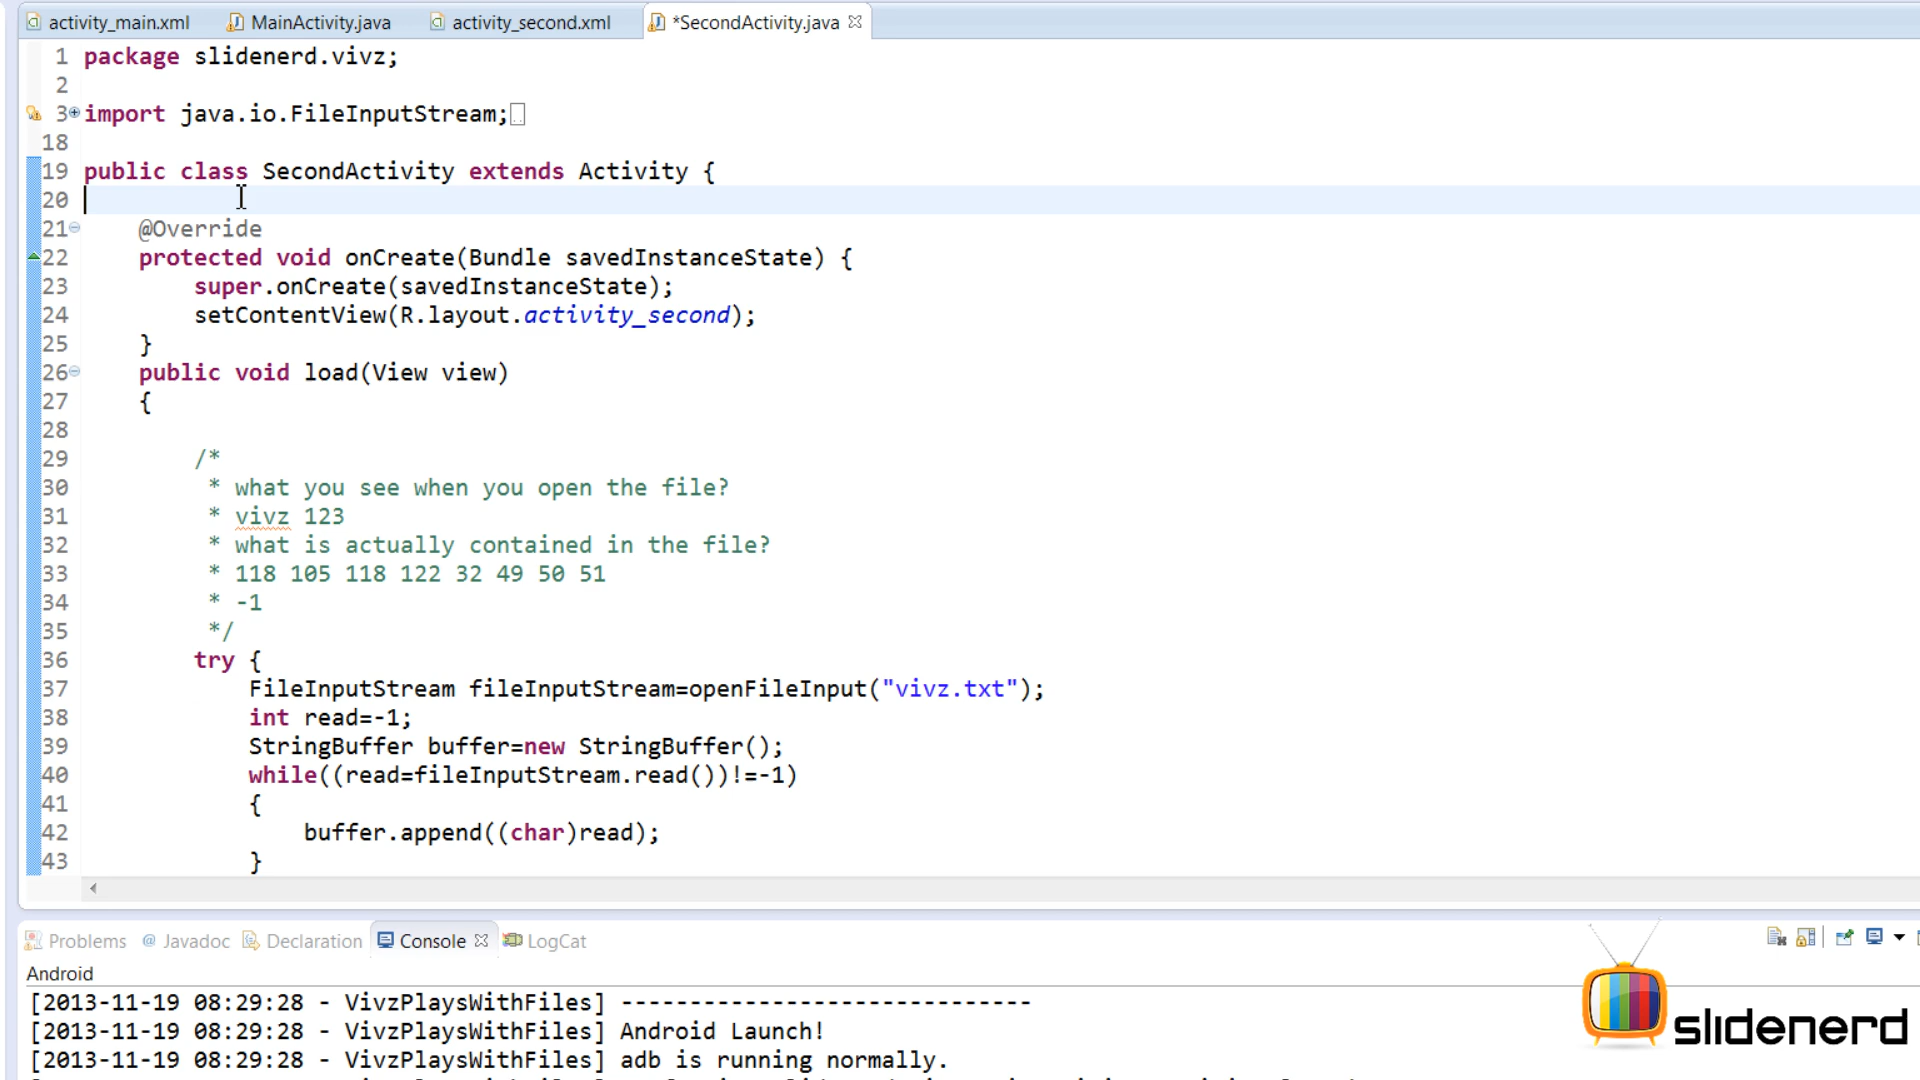 activity_main.xml MainActivity.java activity_second.xml *SecondActivity.java
1 package slidenerd.vivz;
2
3 import java.io.FileInputStream;
18
19 public class SecondActivity extends Activity {
20
21 @Override
22 protected void onCreate(Bundle savedInstanceState) {
23 super.onCreate(savedInstanceState);
24 setContentView(R.layout.activity_second);
25 }
26 public void load(View view)
27 {
28
29 /*
30 * what you see when you open the file?
31 * vivz 123
32 * what is actually contained in the file?
33 * 118 105 118 122 32 49 50 51
34 * -1
35 */
36 try {
37 FileInputStream fileInputStream=openFileInput("vivz.txt");
38 int read=-1;
39 StringBuffer buffer=new StringBuffer();
40 while((read=fileInputStream.read())!=-1)
41 {
42 buffer.append((char)read);
43 }
Problems @ Javadoc Declaration Console LogCat
Android
[2013-11-19 08:29:28 - VivzPlaysWithFiles] ------------------------------
[2013-11-19 08:29:28 - VivzPlaysWithFiles] Android Launch!
[2013-11-19 08:29:28 - VivzPlaysWithFiles] adb is running normally.
slidenerd